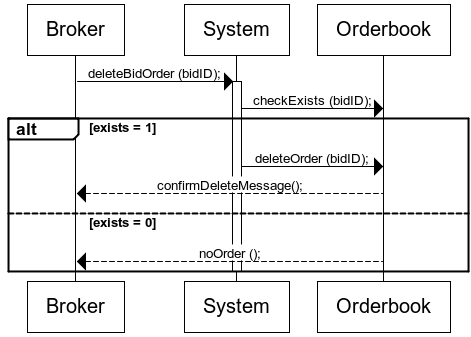 Broker System Orderbook
deleteBidOrder (bidID);
checkExists (bidID);
alt [exists = 1]
deleteOrder (bidID);
confirmDeleteMessage();
[exists = 0]
noOrder ();
Broker System Orderbook